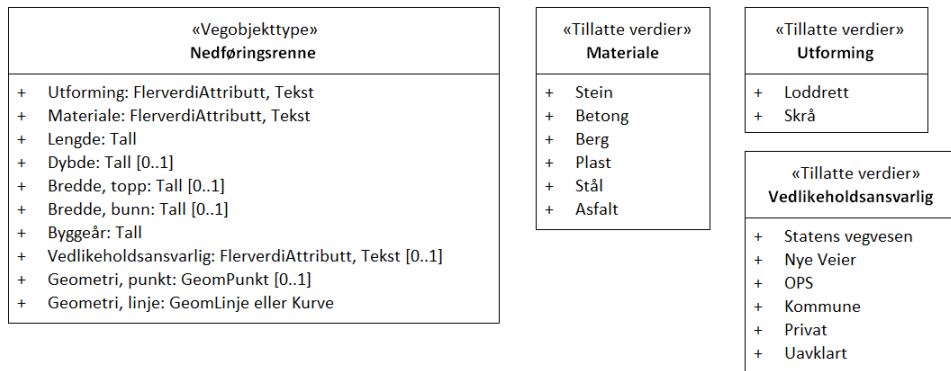 «Vegobjekttype»
Nedføringsrenne
+ Utforming: FlerverdiAttributt, Tekst
+ Materiale: FlerverdiAttributt, Tekst
+ Lengde: Tall
+ Dybde: Tall [0..1]
+ Bredde, topp: Tall [0..1]
+ Bredde, bunn: Tall [0..1]
+ Byggeår: Tall
+ Vedlikeholdsansvarlig: FlerverdiAttributt, Tekst [0..1]
+ Geometri, punkt: GeomPunkt [0..1]
+ Geometri, linje: GeomLinje eller Kurve
«Tillatte verdier»
Materiale
+ Stein
+ Betong
+ Berg
+ Plast
+ Stål
+ Asfalt
«Tillatte verdier»
Utforming
+ Loddrett
+ Skrå
«Tillatte verdier»
Vedlikeholdsansvarlig
+ Statens vegvesen
+ Nye Veier
+ OPS
+ Kommune
+ Privat
+ Uavklart